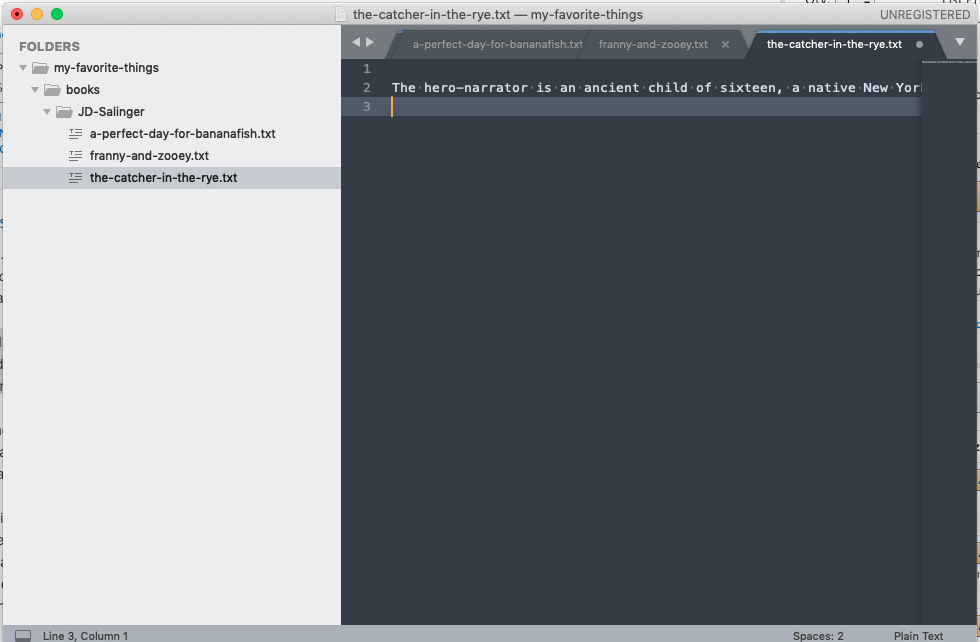 the-catcher-in-the-rye.txt — my-favorite-things
UNREGISTERED
FOLDERS
my-favorite-things
books
JD-Salinger
a-perfect-day-for-bananafish.txt
franny-and-zooey.txt
the-catcher-in-the-rye.txt
a-perfect-day-for-bananafish.txt
franny-and-zooey.txt
the-catcher-in-the-rye.txt
1
2 The·hero-narrator·is·an·ancient·child·of·sixteen,·a·native·New·Yor
3
Line 3, Column 1
Spaces: 2
Plain Text